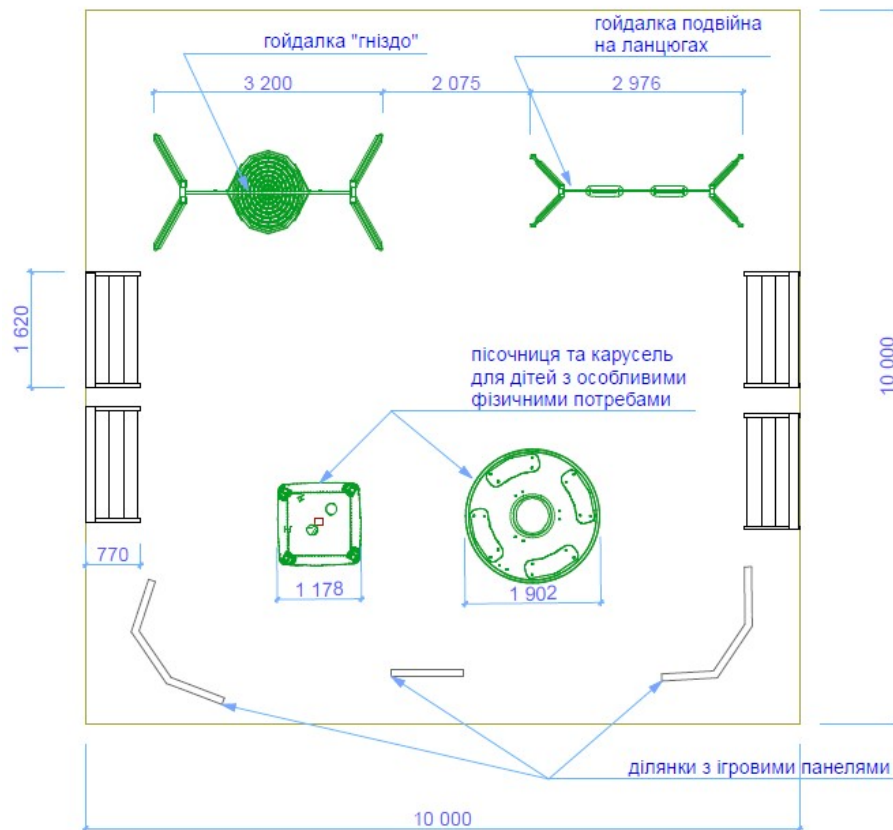 гойдалка "гніздо"
гойдалка подвійна
на ланцюгах
3 200
2 075
2 976
1 620
10 000
пісочниця та карусель
для дітей з особливими
фізичними потребами
770
1 178
1 902
ділянки з ігровими панелями
10 000